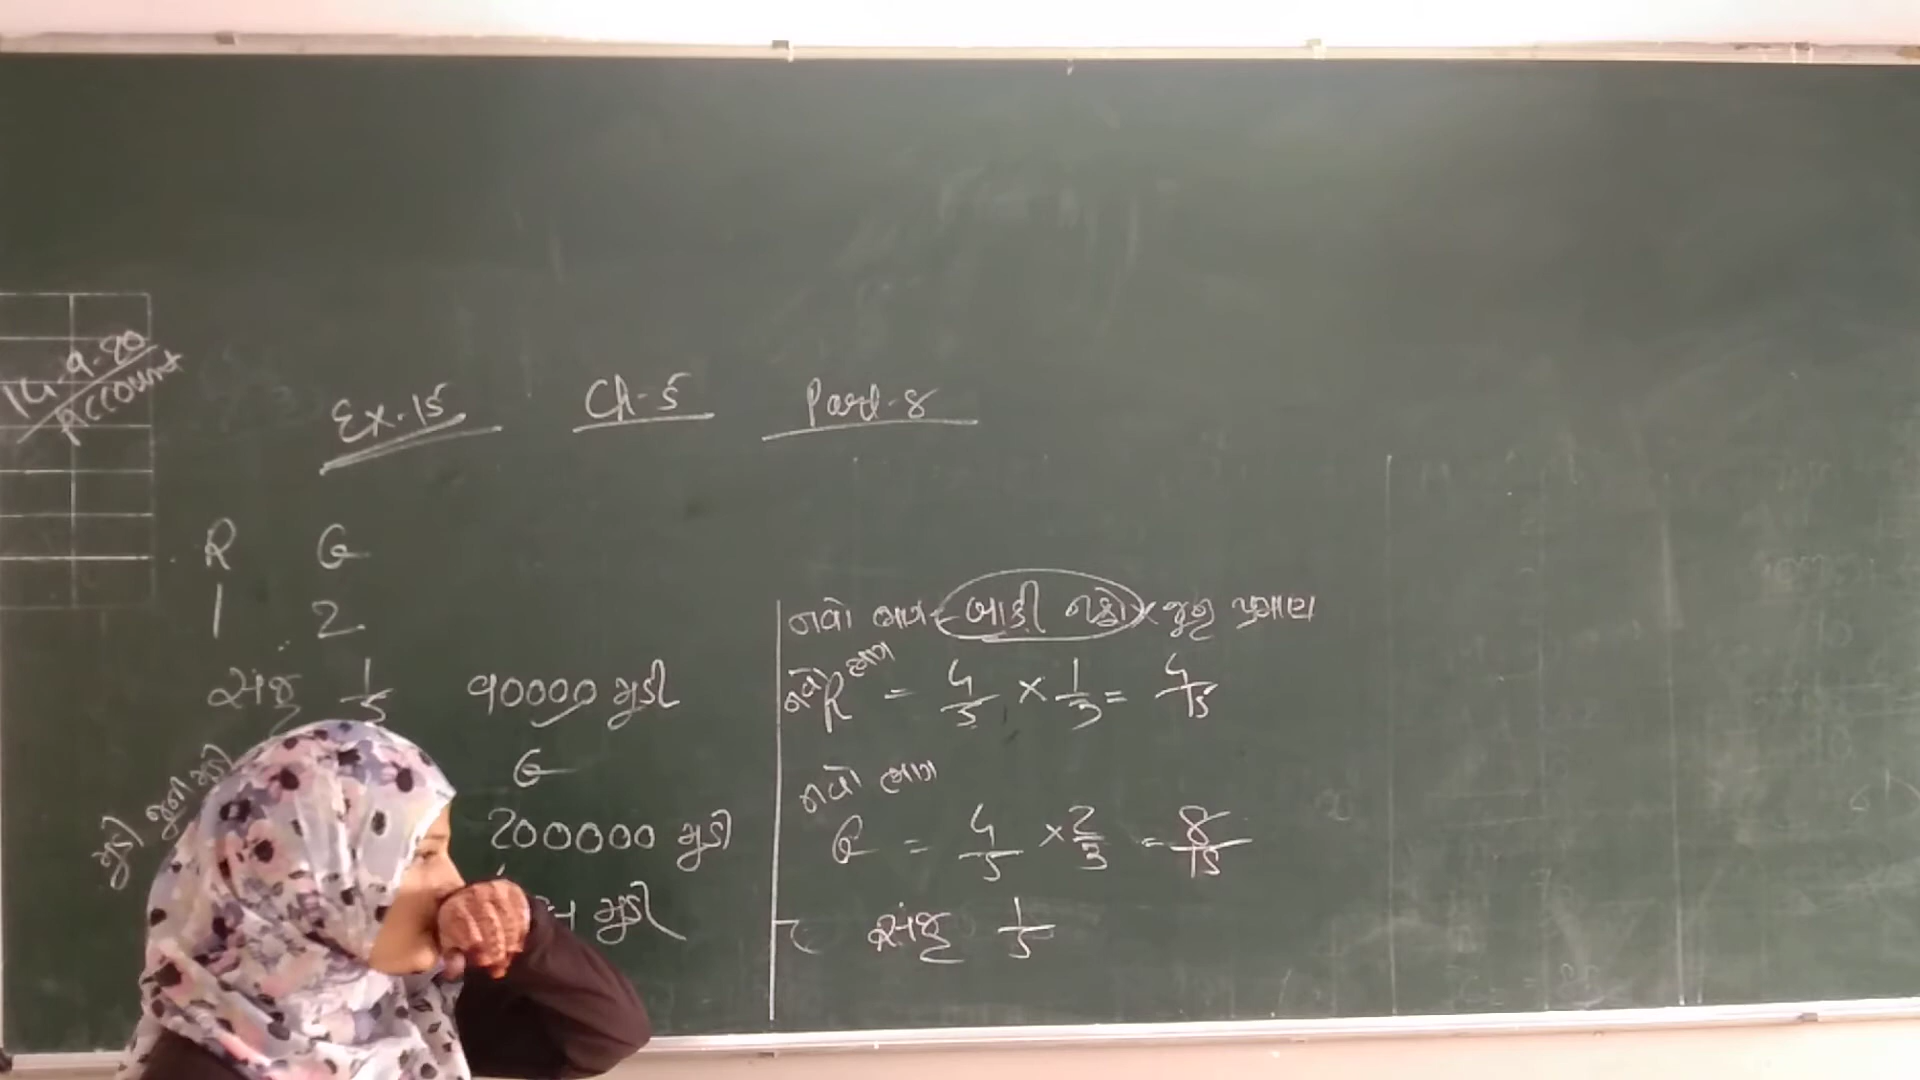 14-9-20
Account
Ex.15 Ch-5 Part-8
R G
1 2
સંજુ 1/5 90000 મુડી
G
200000 મુડી
મુડી
મુડી જુની મુડી
નવો ભાગ = બાકી નફો × જુનુ પ્રમાણ
નવો ભાગ
R = 4/5 × 1/3 = 4/15
નવો ભાગ
G = 4/5 × 2/3 = 8/15
સંજુ 1/5